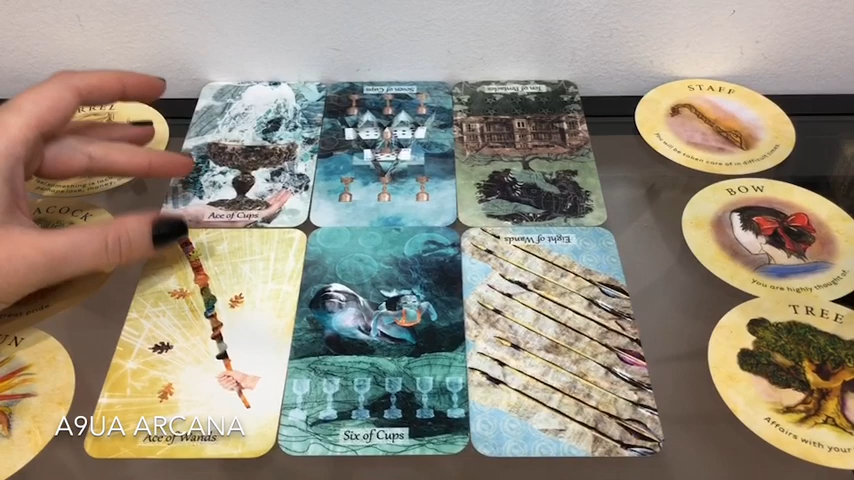 STAFF
You will be taken care of in difficult times
Seven of Cups
Ten of Pentacles
Ace of Cups
BOW
You are highly thought of
Eight of Wands
TREE
Affairs with your
Six of Cups
Ace of Wands
A9UA ARCANA